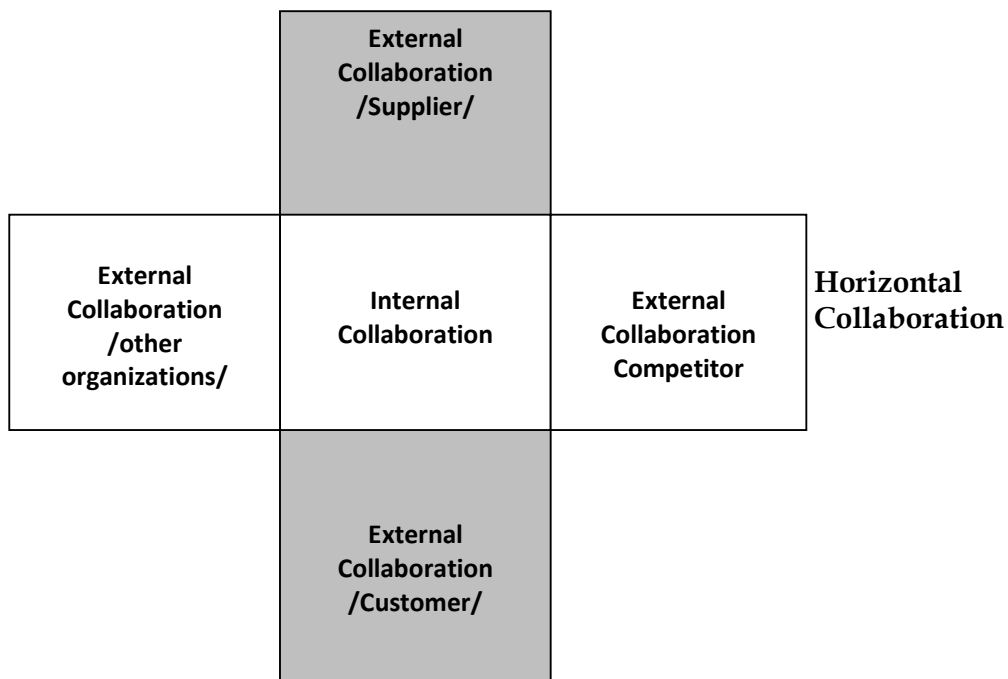 External
Collaboration
/Supplier/
External
Collaboration
/other
organizations/
Internal
Collaboration
External
Collaboration
Competitor
Horizontal
Collaboration
External
Collaboration
/Customer/